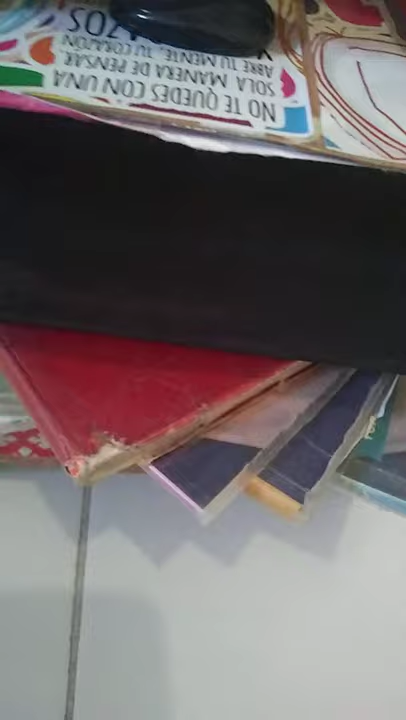 NO TE QUEDES CON UNA
SOLA MANERA DE PENSAR
ABRE TU MENTE, TU CORAZÓN